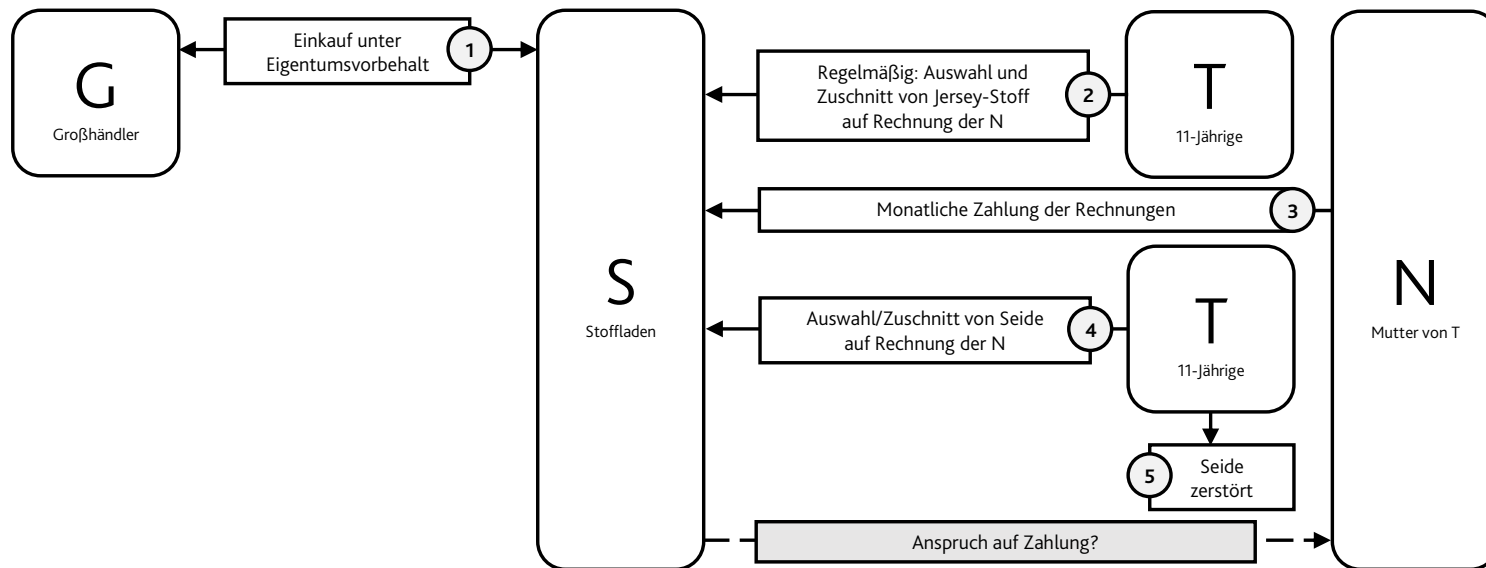 G
Großhändler
Einkauf unter
Eigentumsvorbehalt
1
S
Stoffladen
Regelmäßig: Auswahl und
Zuschnitt von Jersey-Stoff
auf Rechnung der N
2
T
11-Jährige
Monatliche Zahlung der Rechnungen
3
N
Mutter von T
Auswahl/Zuschnitt von Seide
auf Rechnung der N
4
T
11-Jährige
5
Seide
zerstört
Anspruch auf Zahlung?